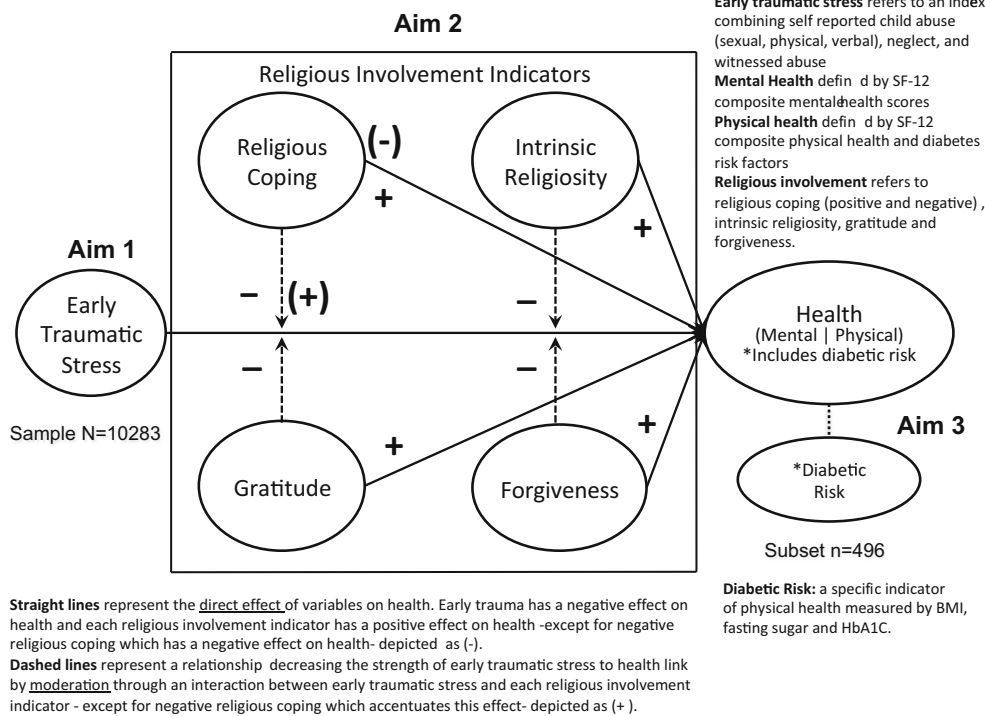 Aim 2
Religious Involvement Indicators
Religious
Coping
(-)
+
Intrinsic
Religiosity
+
Aim 1
Early
Traumatic
Stress
Sample N=10283
–
(+)
–
–
–
Gratitude
+
Forgiveness
+
Early traumatic stress refers to an index
combining self reported child abuse
(sexual, physical, verbal), neglect, and
witnessed abuse
Mental Health defin d by SF-12
composite mental health scores
Physical health defin d by SF-12
composite physical health and diabetes
risk factors
Religious involvement refers to
religious coping (positive and negative) ,
intrinsic religiosity, gratitude and
forgiveness.
Health
(Mental | Physical)
*Includes diabetic risk
Aim 3
*Diabetic
Risk
Subset n=496
Diabetic Risk: a specific indicator
of physical health measured by BMI,
fasting sugar and HbA1C.
Straight lines represent the direct effect of variables on health. Early trauma has a negative effect on
health and each religious involvement indicator has a positive effect on health -except for negative
religious coping which has a negative effect on health- depicted as (-).
Dashed lines represent a relationship decreasing the strength of early traumatic stress to health link
by moderation through an interaction between early traumatic stress and each religious involvement
indicator - except for negative religious coping which accentuates this effect- depicted as (+ ).